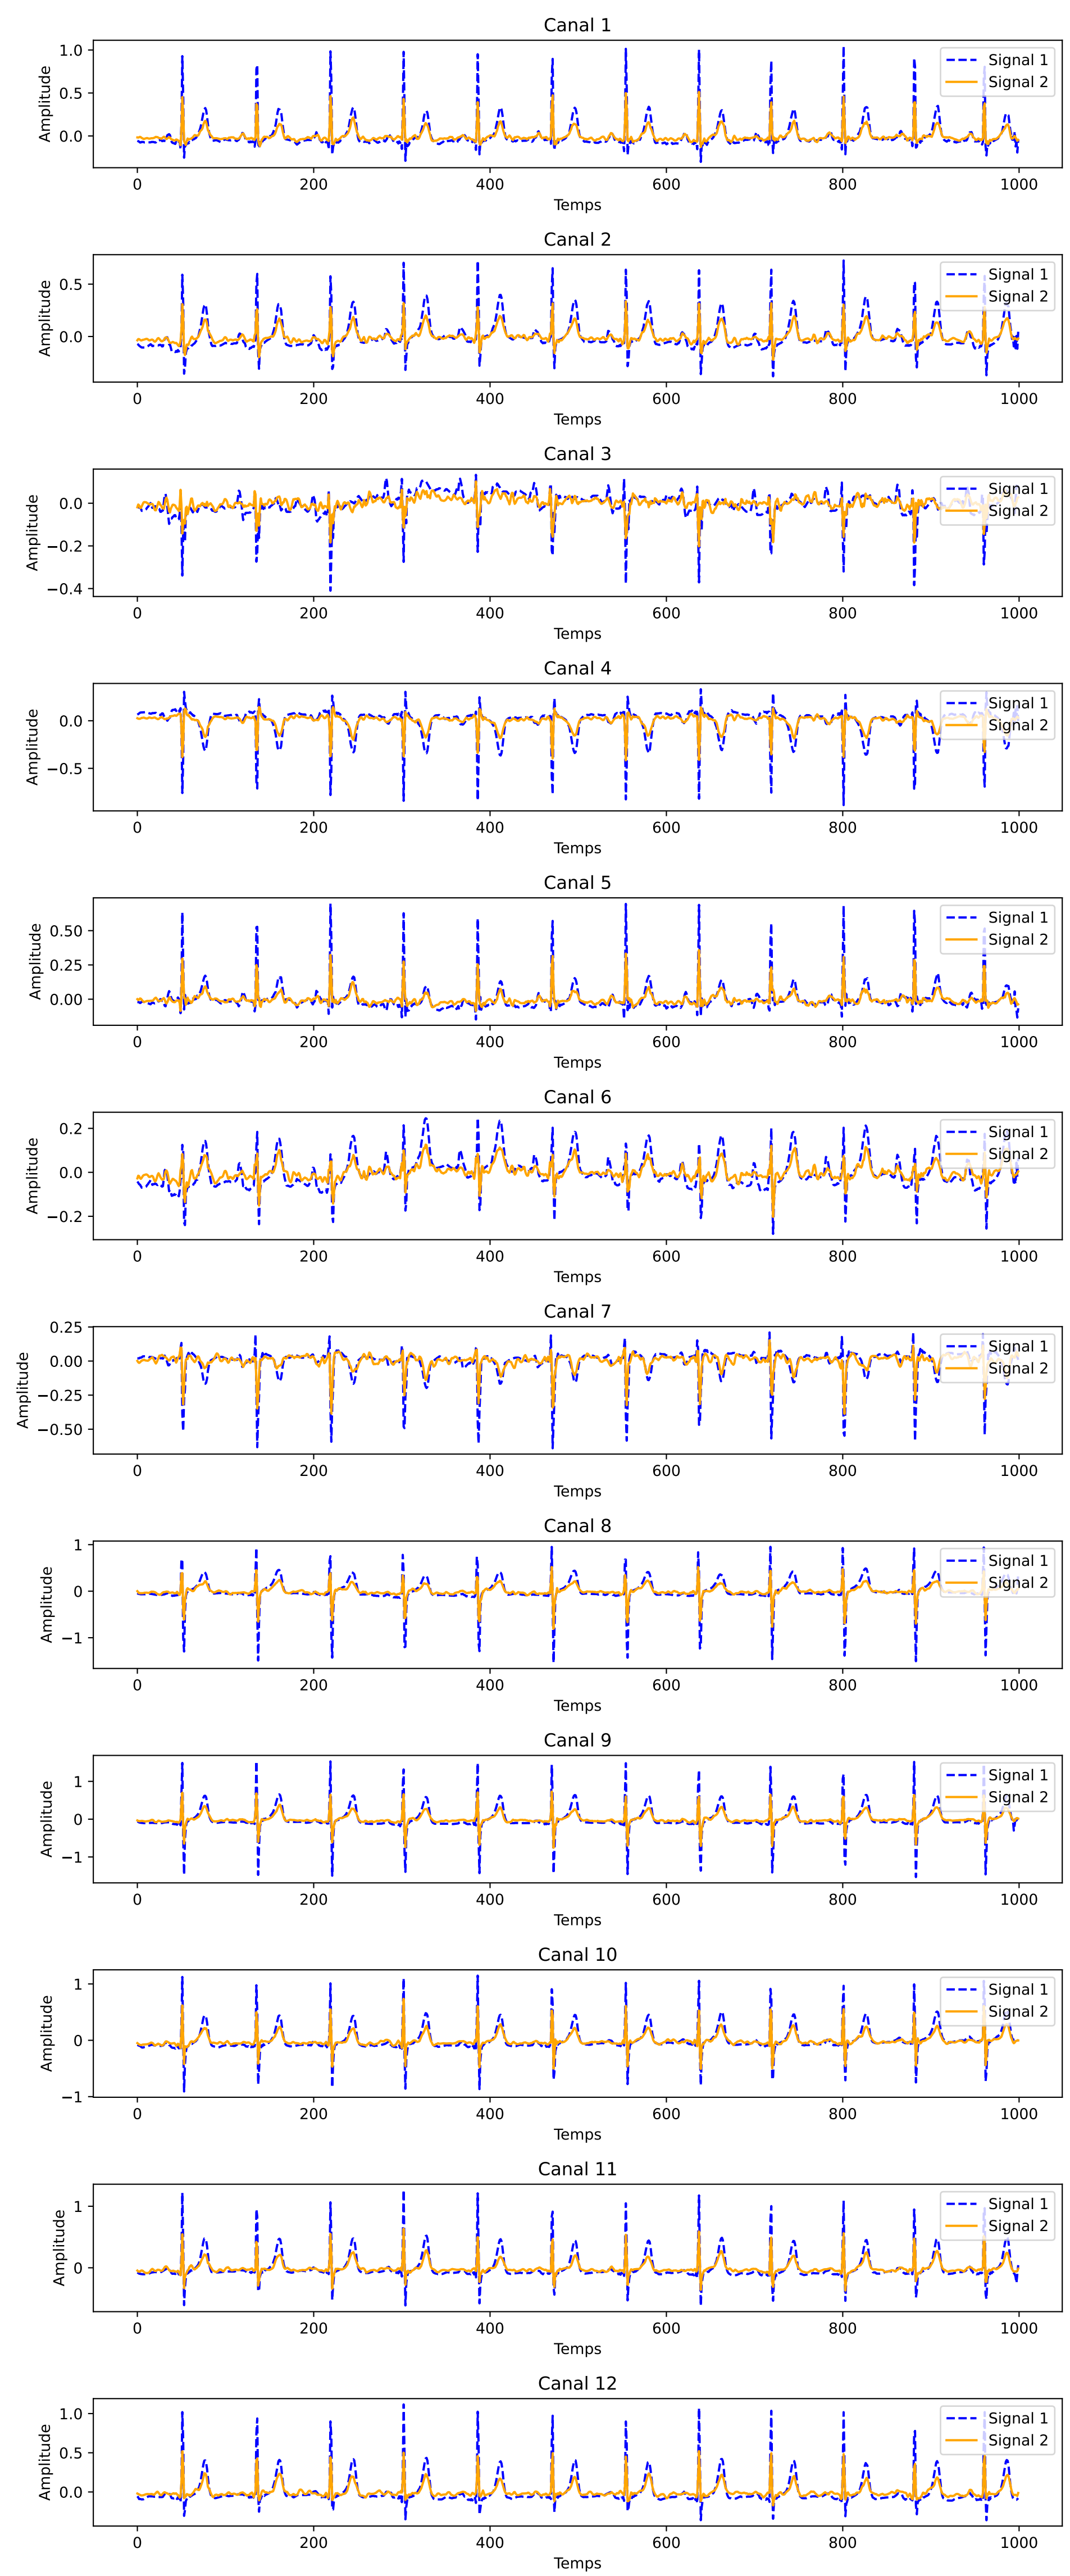 Canal 1
Amplitude
1.0
0.5
0.0
Signal 1
Signal 2
0 200 400 600 800 1000
Temps
Canal 2
Amplitude
0.5
0.0
Signal 1
Signal 2
0 200 400 600 800 1000
Temps
Canal 3
Amplitude
0.0
−0.2
−0.4
Signal 1
Signal 2
0 200 400 600 800 1000
Temps
Canal 4
Amplitude
0.0
−0.5
Signal 1
Signal 2
0 200 400 600 800 1000
Temps
Canal 5
Amplitude
0.50
0.25
0.00
Signal 1
Signal 2
0 200 400 600 800 1000
Temps
Canal 6
Amplitude
0.2
0.0
−0.2
Signal 1
Signal 2
0 200 400 600 800 1000
Temps
Canal 7
Amplitude
0.25
0.00
−0.25
−0.50
Signal 1
Signal 2
0 200 400 600 800 1000
Temps
Canal 8
Amplitude
1
0
−1
Signal 1
Signal 2
0 200 400 600 800 1000
Temps
Canal 9
Amplitude
1
0
−1
Signal 1
Signal 2
0 200 400 600 800 1000
Temps
Canal 10
Amplitude
1
0
−1
Signal 1
Signal 2
0 200 400 600 800 1000
Temps
Canal 11
Amplitude
1
0
Signal 1
Signal 2
0 200 400 600 800 1000
Temps
Canal 12
Amplitude
1.0
0.5
0.0
Signal 1
Signal 2
0 200 400 600 800 1000
Temps